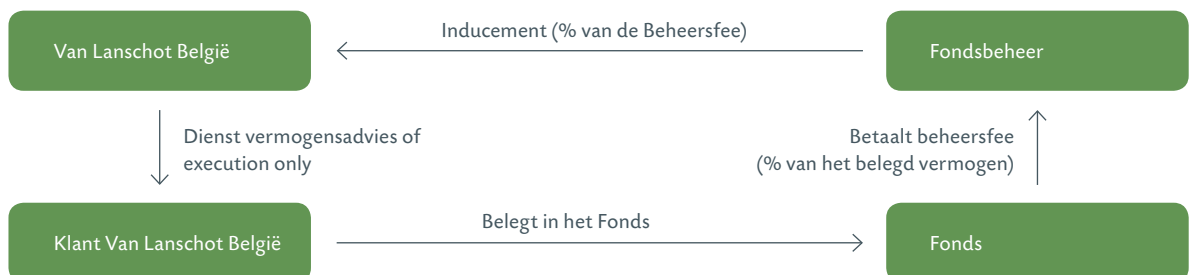 Inducement (% van de Beheersfee)
Van Lanschot België
Fondsbeheer
Dienst vermogensadvies of
execution only
Betaalt beheersfee
(% van het belegd vermogen)
Belegt in het Fonds
Klant Van Lanschot België
Fonds